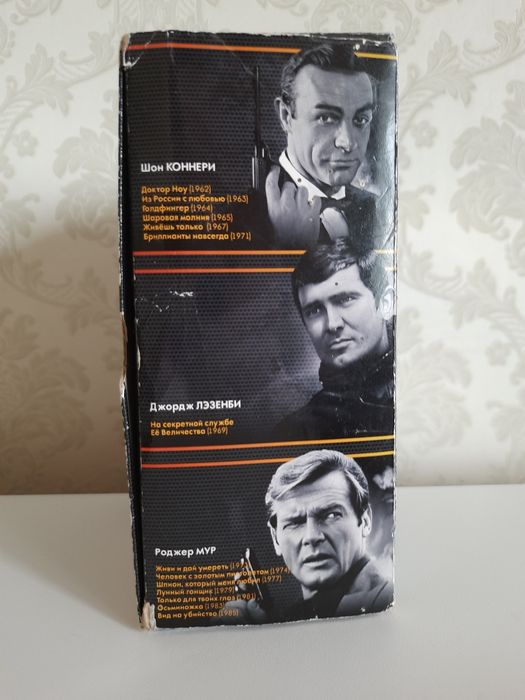 Шон КОННЕРИ
Доктор Ноу (1962)
Из России с любовью (1963)
Голдфингер (1964)
Шаровая молния (1965)
Живёшь только (1967)
Бриллианты навсегда (1971)
Джордж ЛЭЗЕНБИ
На секретной службе
Её Величества (1969)
Роджер МУР
Живи и дай умереть
Человек с золотым пистолетом (1974)
Шпион, который меня любил (1977)
Лунный гонщик (1979)
Только для твоих глаз (1981)
Осьминожка (1983)
Вид на убийство (1985)